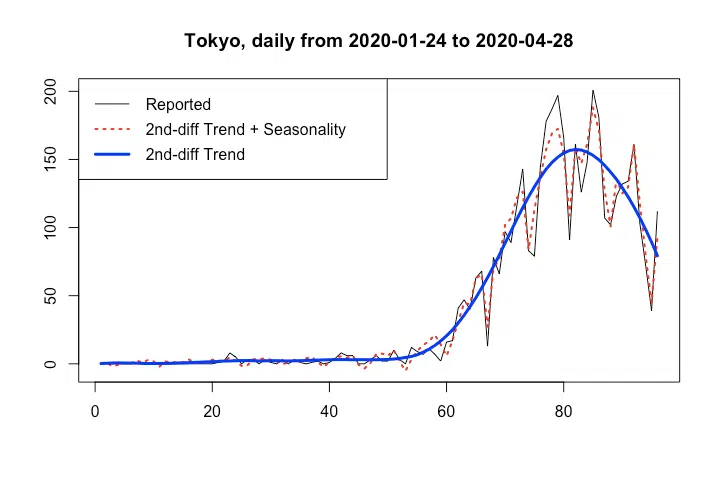 Tokyo, daily from 2020-01-24 to 2020-04-28
Reported
2nd-diff Trend + Seasonality
2nd-diff Trend
200
150
100
50
0
0 20 40 60 80